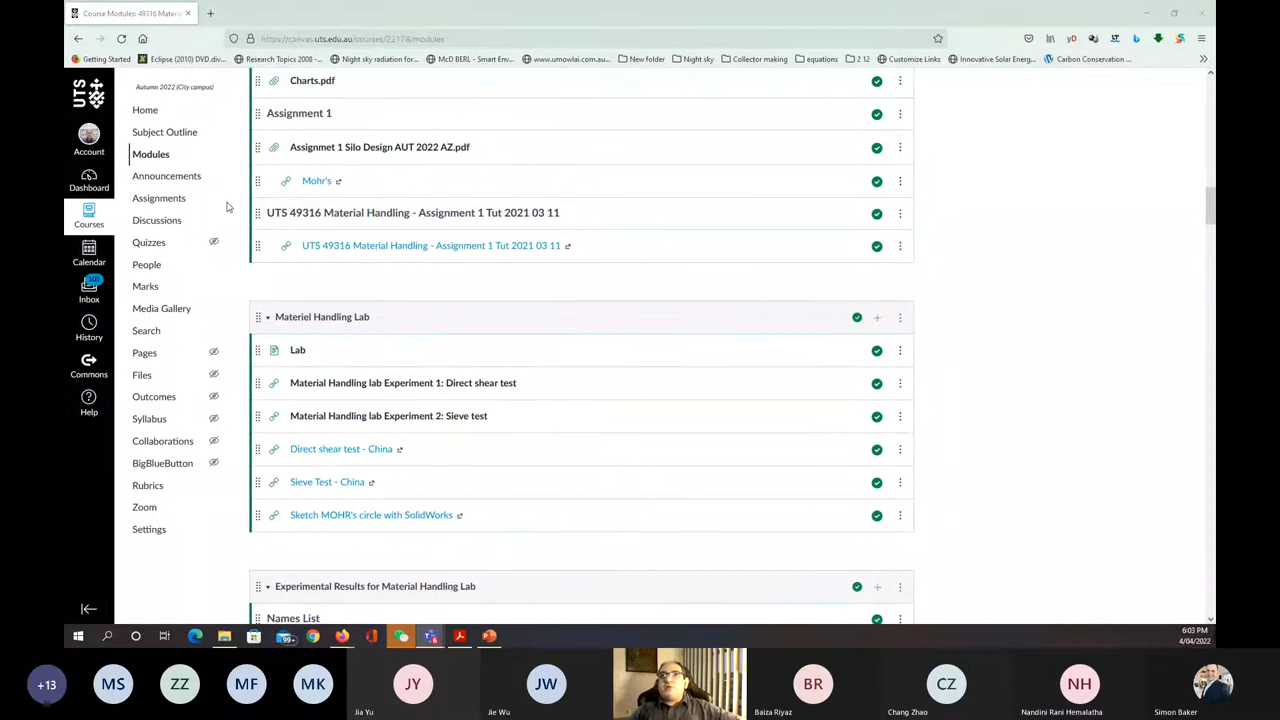 Course Modules: 49316 Materia
https://canvas.uts.edu.au/courses/22178/modules
Getting Started
Eclipse (2010) DVD.div...
Research Topics 2008 -...
Night sky radiation for...
McD BERL - Smart Env...
www.umowlai.com.au...
New folder
Night sky
Collector making
equations
2 12
Customize Links
Innovative Solar Energ...
Carbon Conservation ...
UTS
Account
Dashboard
Courses
Calendar
Inbox
History
Commons
Help
Autumn 2022 (City campus)
Home
Subject Outline
Modules
Announcements
Assignments
Discussions
Quizzes
People
Marks
Media Gallery
Search
Pages
Files
Outcomes
Syllabus
Collaborations
BigBlueButton
Rubrics
Zoom
Settings
Charts.pdf
Assignment 1
Assignmet 1 Silo Design AUT 2022 AZ.pdf
Mohr's
UTS 49316 Material Handling - Assignment 1 Tut 2021 03 11
UTS 49316 Material Handling - Assignment 1 Tut 2021 03 11
Materiel Handling Lab
Lab
Material Handling lab Experiment 1: Direct shear test
Material Handling lab Experiment 2: Sieve test
Direct shear test - China
Sieve Test - China
Sketch MOHR's circle with SolidWorks
Experimental Results for Material Handling Lab
Names List
99+
6:03 PM
4/04/2022
+13
MS
ZZ
MF
MK
JY
Jia Yu
JW
Jie Wu
BR
Baiza Riyaz
CZ
Chang Zhao
NH
Nandini Rani Hemalatha
Simon Baker